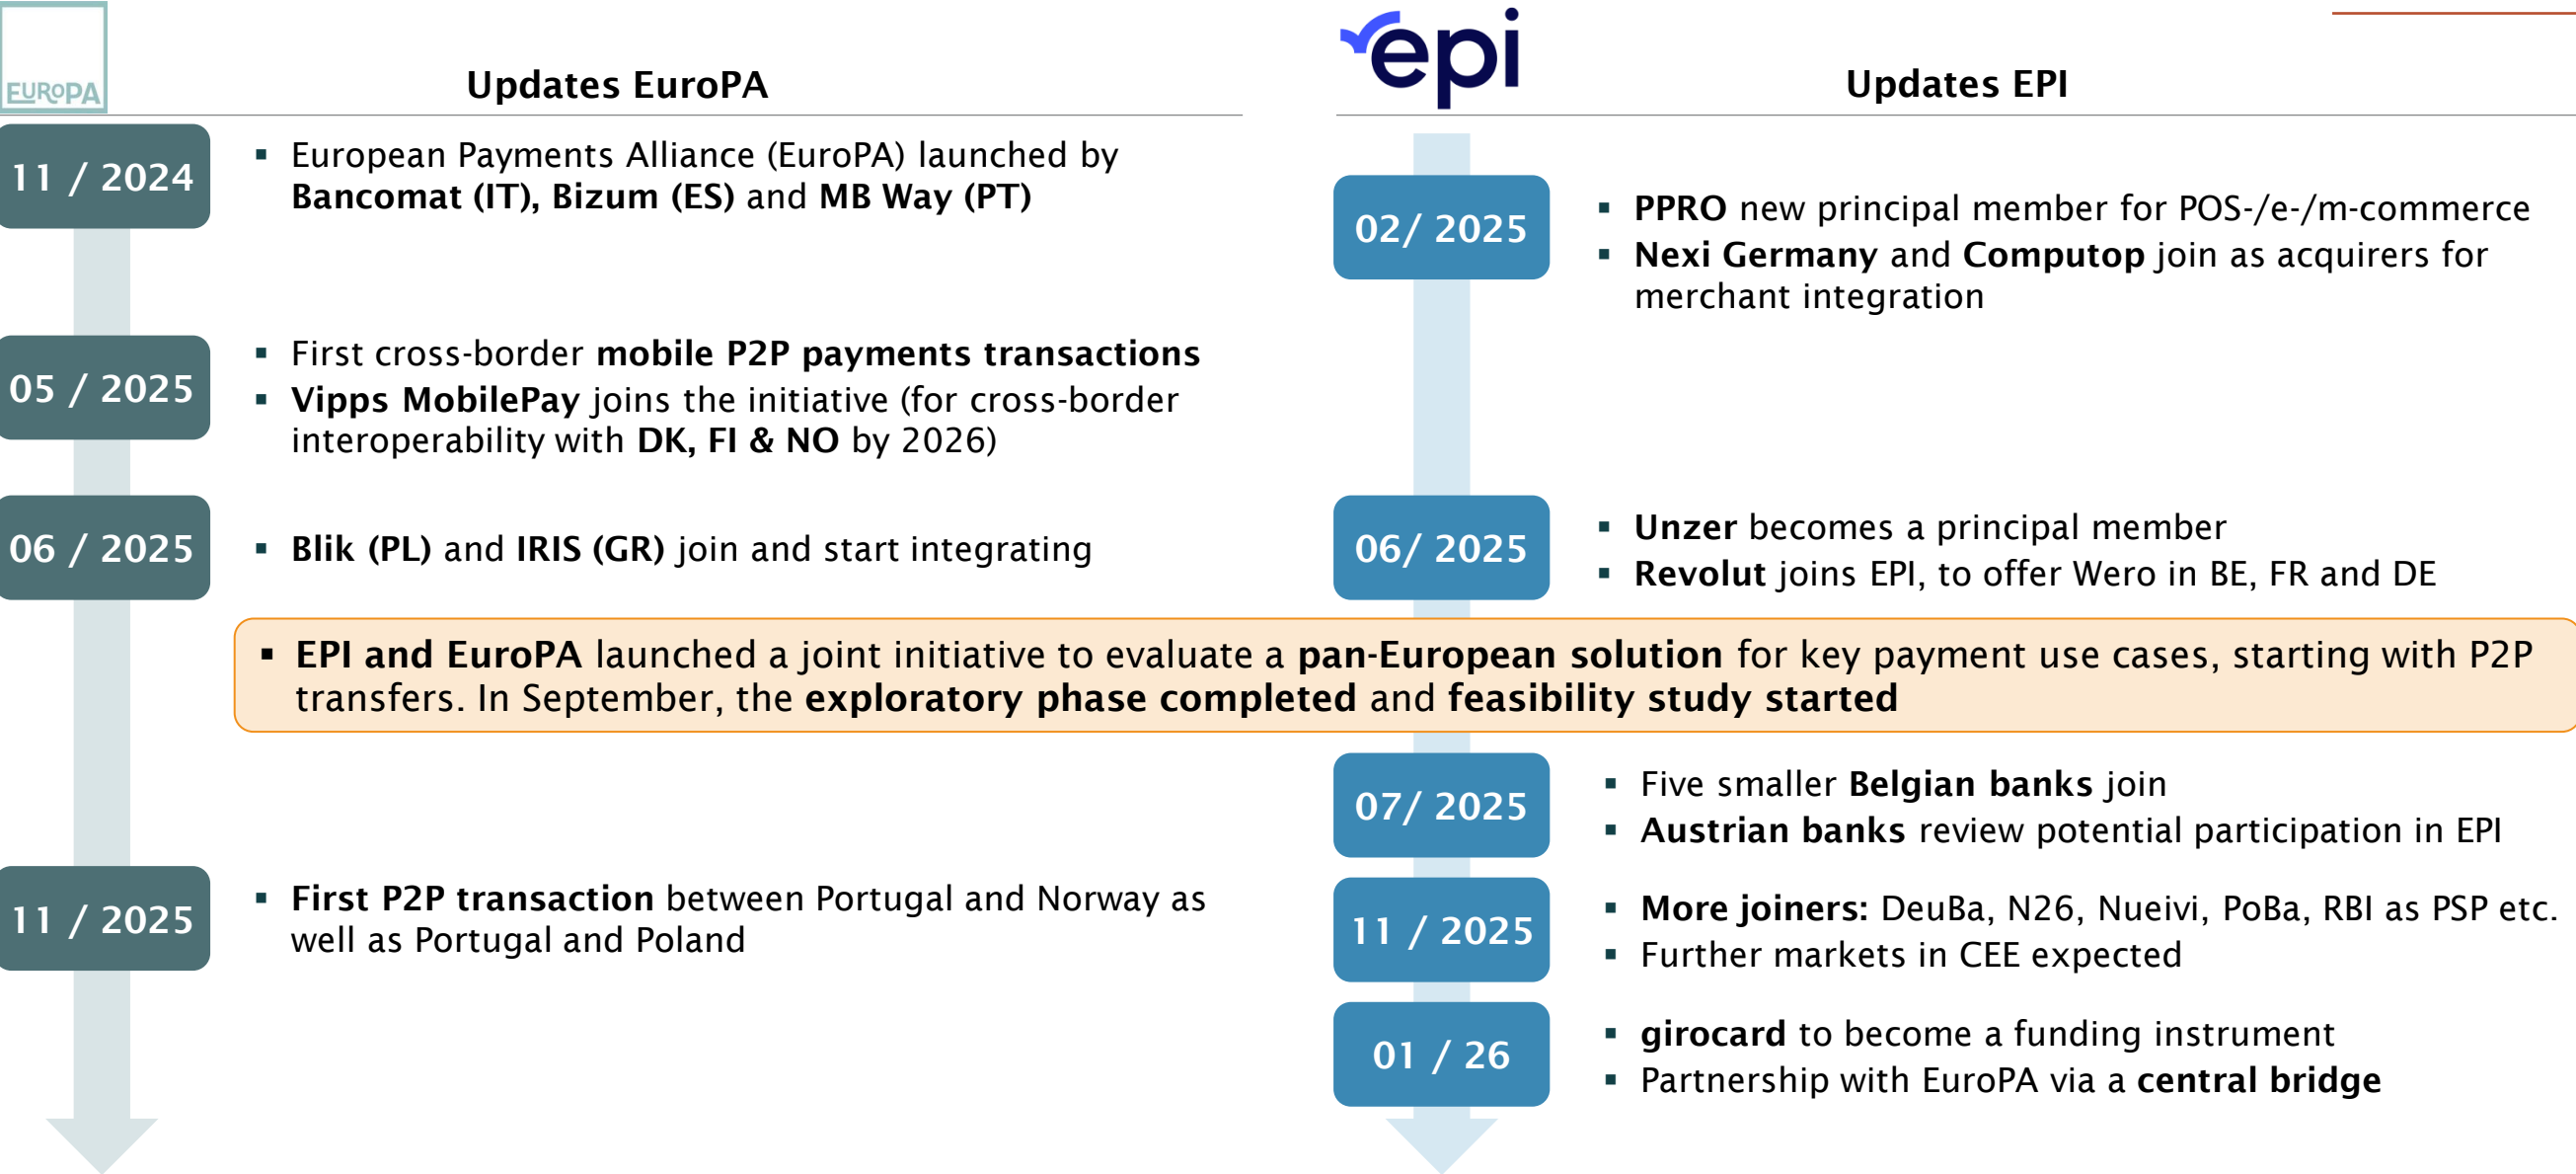 EUROPA
Updates EuroPA
11 / 2024
▪ European Payments Alliance (EuroPA) launched by
Bancomat (IT), Bizum (ES) and MB Way (PT)
05 / 2025
▪ First cross-border mobile P2P payments transactions
▪ Vipps MobilePay joins the initiative (for cross-border
interoperability with DK, FI & NO by 2026)
06 / 2025
▪ Blik (PL) and IRIS (GR) join and start integrating
epi
Updates EPI
02/ 2025
▪ PPRO new principal member for POS-/e-/m-commerce
▪ Nexi Germany and Computop join as acquirers for
merchant integration
06/ 2025
▪ Unzer becomes a principal member
▪ Revolut joins EPI, to offer Wero in BE, FR and DE
▪ EPI and EuroPA launched a joint initiative to evaluate a pan-European solution for key payment use cases, starting with P2P
transfers. In September, the exploratory phase completed and feasibility study started
11 / 2025
▪ First P2P transaction between Portugal and Norway as
well as Portugal and Poland
07/ 2025
▪ Five smaller Belgian banks join
▪ Austrian banks review potential participation in EPI
11 / 2025
▪ More joiners: DeuBa, N26, Nueivi, PoBa, RBI as PSP etc.
▪ Further markets in CEE expected
01 / 26
▪ girocard to become a funding instrument
▪ Partnership with EuroPA via a central bridge